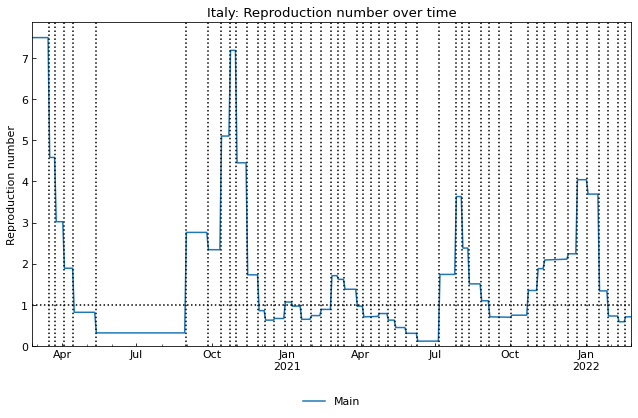 Italy: Reproduction number over time
Reproduction number
7
6
5
4
3
2
1
0
Apr Jul Oct Jan Apr Jul Oct Jan
2021 2022
Main